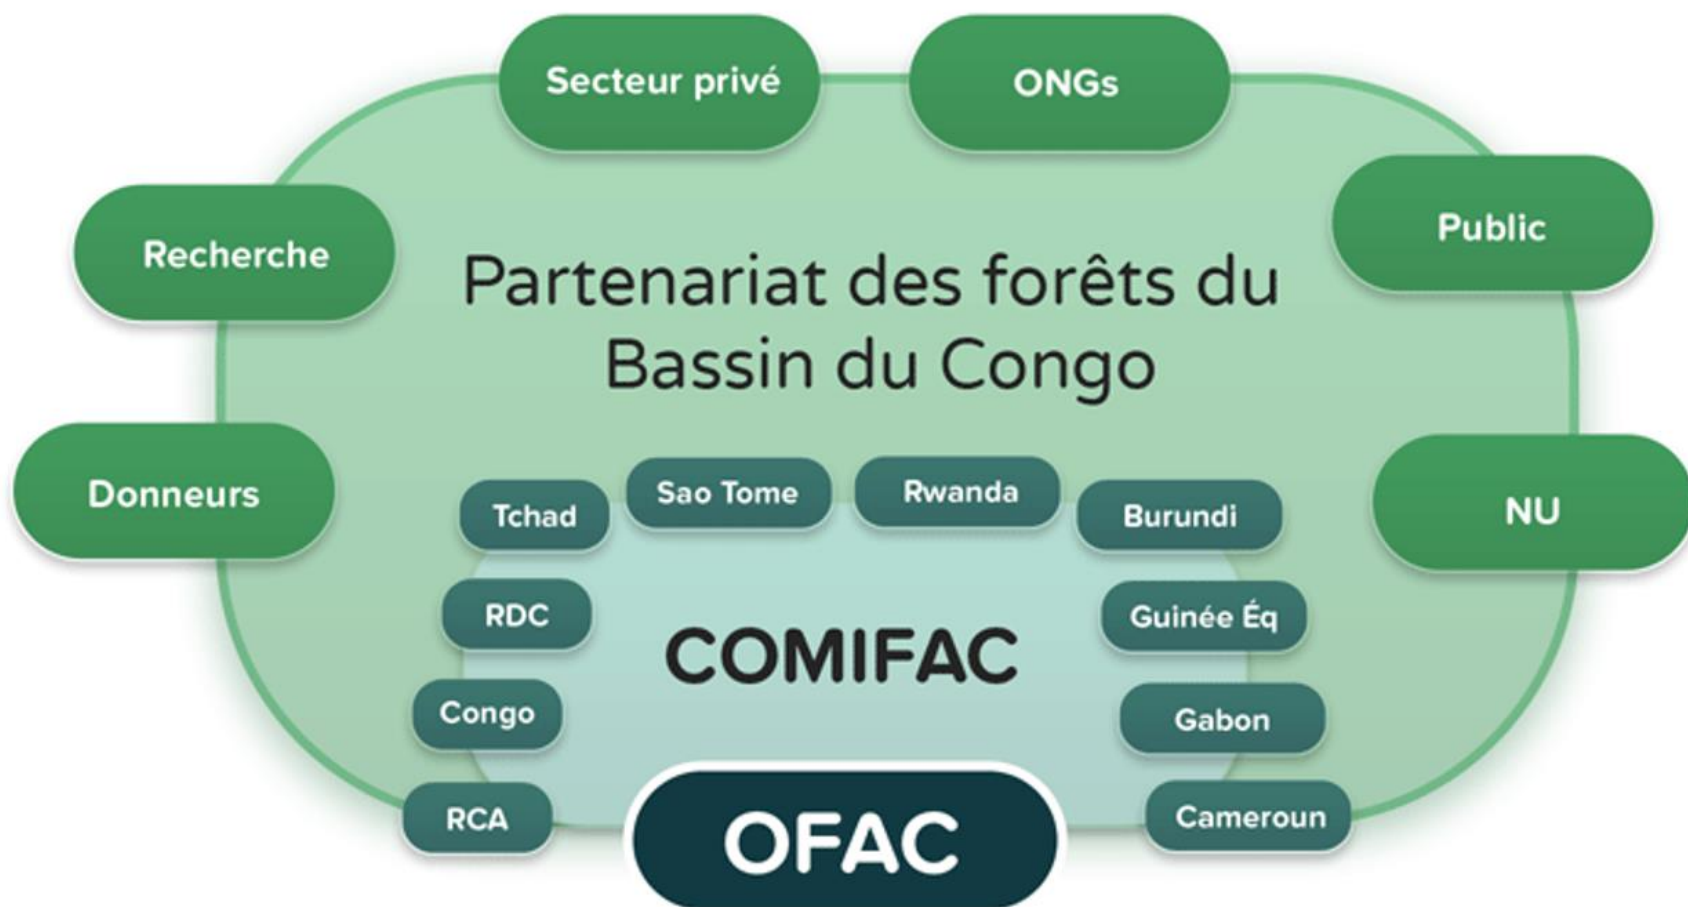 Secteur privé
ONGs
Recherche
Public
Partenariat des forêts du
Bassin du Congo
Donneurs
NU
Tchad
Sao Tome
Rwanda
Burundi
RDC
Guinée Éq
COMIFAC
Congo
Gabon
RCA
Cameroun
OFAC